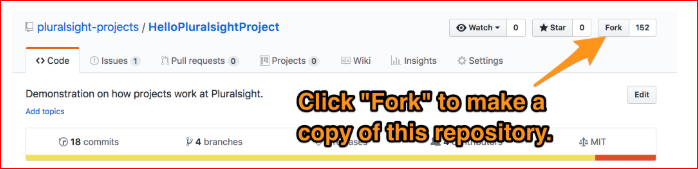 pluralsight-projects / HelloPluralsightProject
Watch 0 Star 0 Fork 152
Code Issues 1 Pull requests 0 Projects 0 Wiki Insights Settings
Demonstration on how projects work at Pluralsight. Edit
Add topics
Click "Fork" to make a
copy of this repository.
18 commits 4 branches MIT